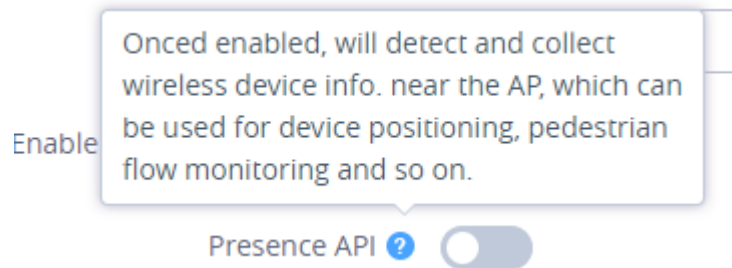 Onced enabled, will detect and collect
wireless device info. near the AP, which can
be used for device positioning, pedestrian
flow monitoring and so on.
Enable
Presence API ?